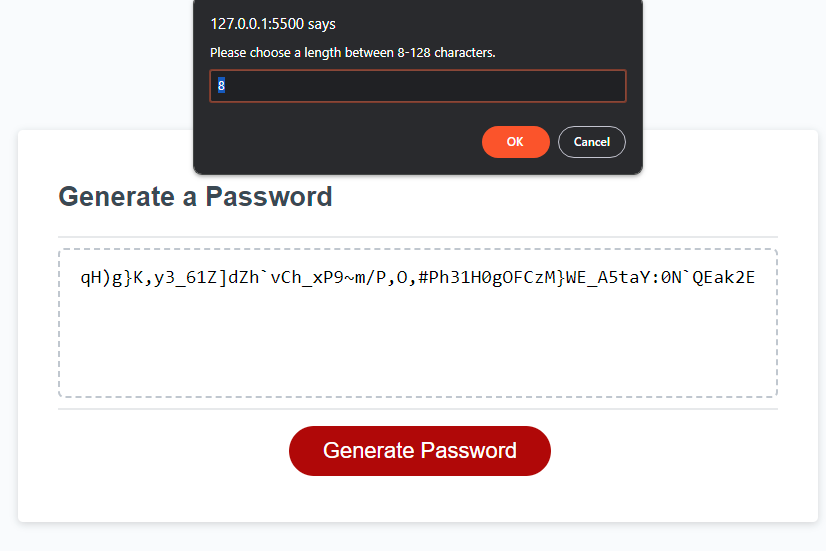 127.0.0.1:5500 says
Please choose a length between 8-128 characters.
8
OK
Cancel
Generate a Password
qH)g}K,y3_61Z]dZh`vCh_xP9~m/P,O,#Ph31H0gOFCzM}WE_A5taY:0N`QEak2E
Generate Password